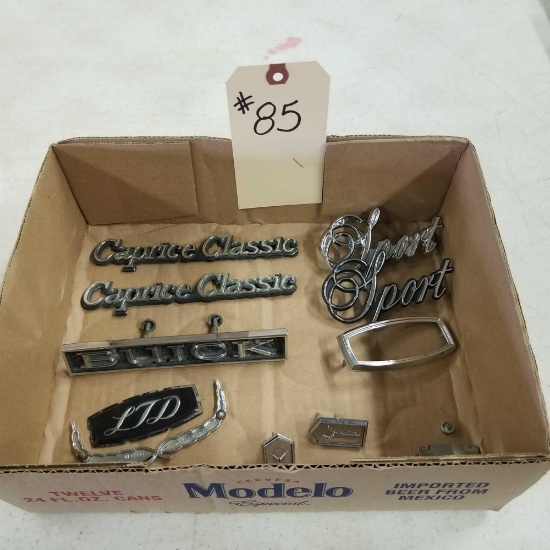 #85
Caprice Classic
Sport
Caprice Classic
Sport
BUICK
LTD
TWELVE
24 FL. OZ. CANS
CERVEZA
Modelo
Especial
IMPORTED
BEER FROM
MEXICO